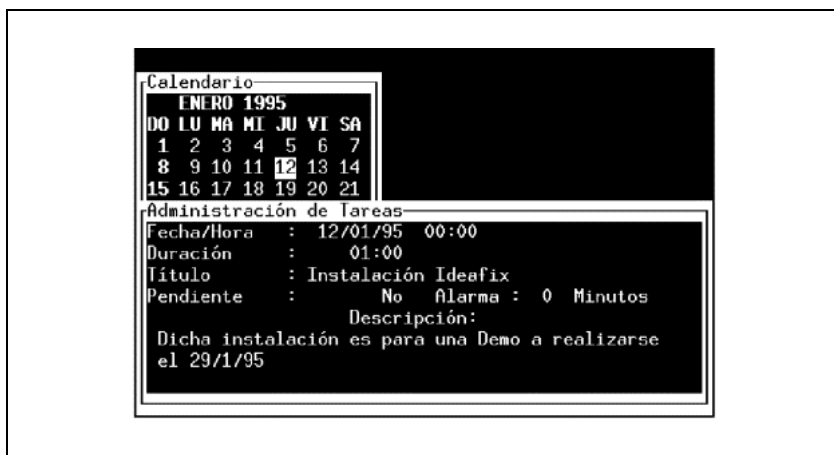 Calendario
ENERO 1995
DO LU MA MI JU VI SA
1 2 3 4 5 6 7
8 9 10 11 12 13 14
15 16 17 18 19 20 21
Administración de Tareas
Fecha/Hora : 12/01/95 00:00
Duración : 01:00
Título : Instalación Ideafix
Pendiente : No Alarma : 0 Minutos
Descripción:
Dicha instalación es para una Demo a realizarse
el 29/1/95